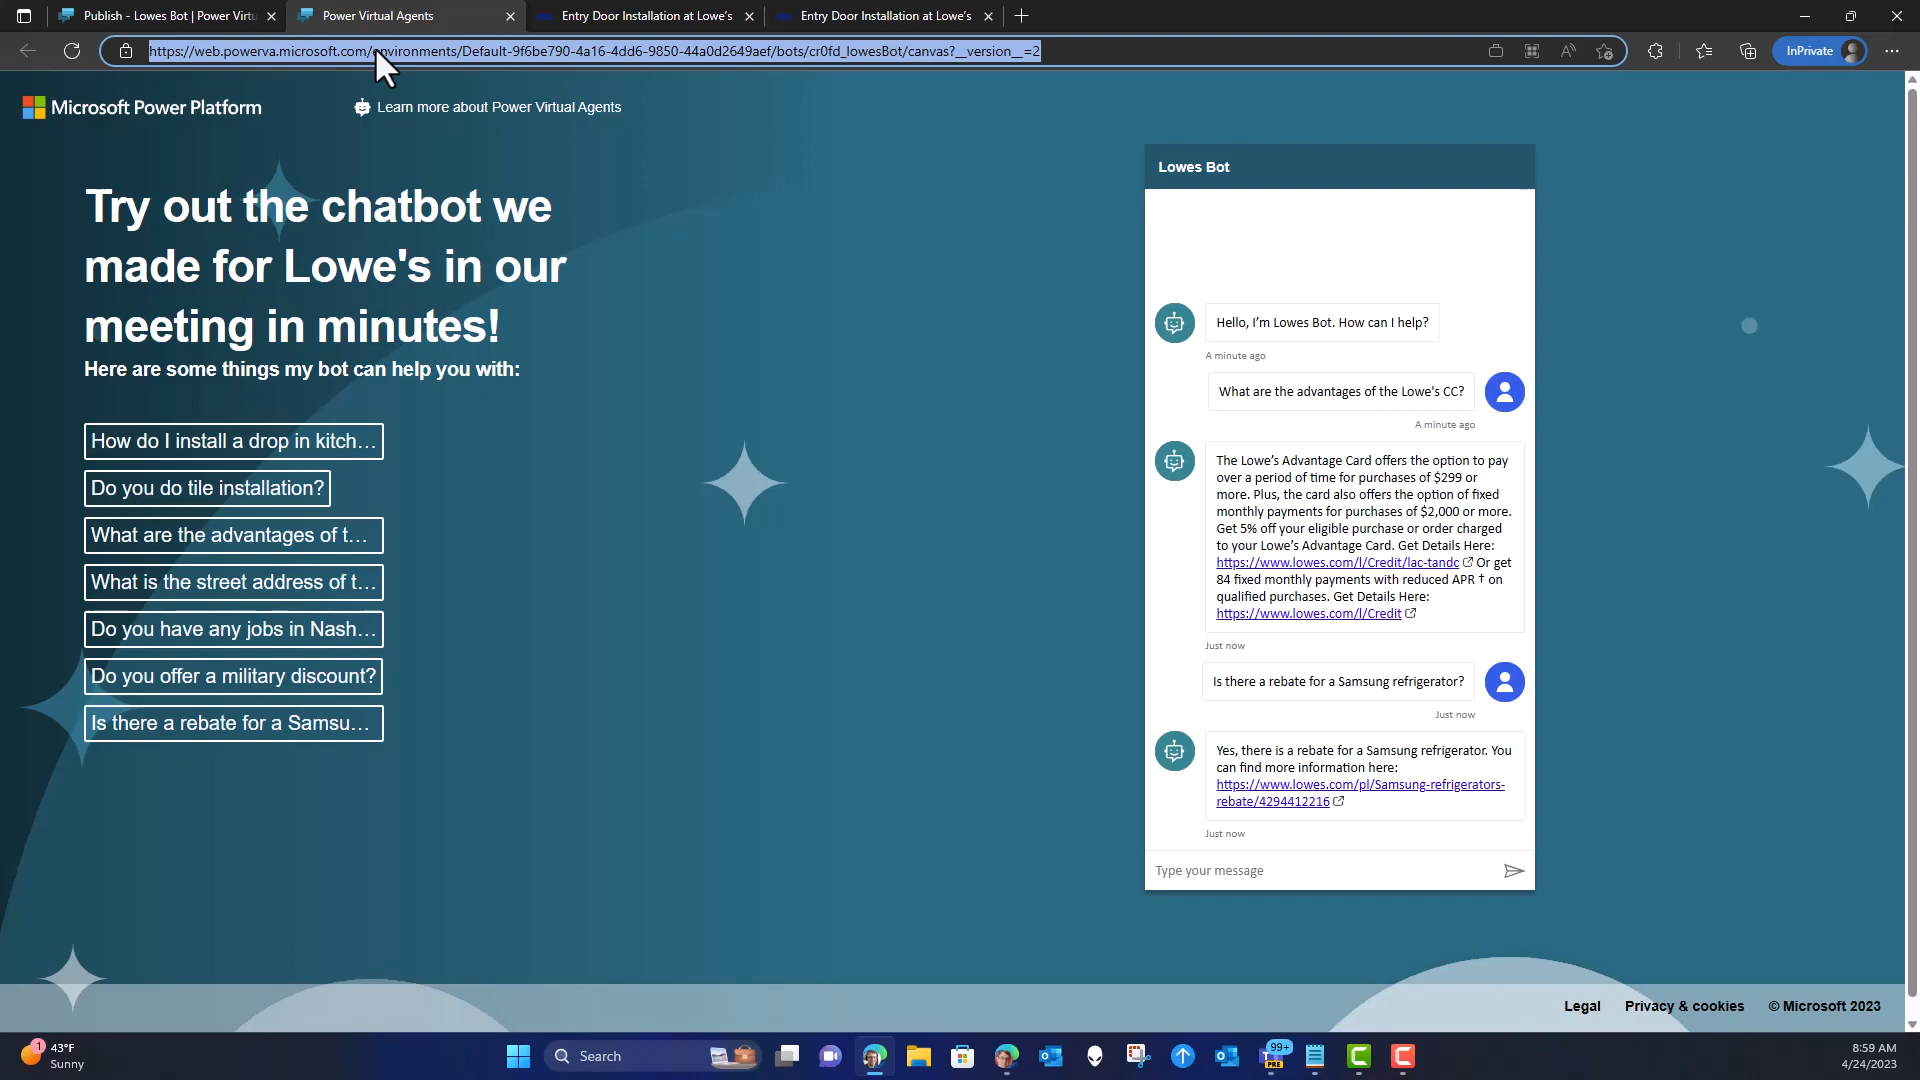 Publish - Lowes Bot | Power Virtu
Power Virtual Agents
Entry Door Installation at Lowe's
Entry Door Installation at Lowe's
https://web.powerva.microsoft.com/environments/Default-9f6be790-4a16-4dd6-9850-44a0d2649aef/bots/cr0fd_lowesBot/canvas?__version__=2
InPrivate
Microsoft Power Platform
Learn more about Power Virtual Agents
Try out the chatbot we
made for Lowe's in our
meeting in minutes!
Here are some things my bot can help you with:
How do I install a drop in kitch...
Do you do tile installation?
What are the advantages of t...
What is the street address of t...
Do you have any jobs in Nash...
Do you offer a military discount?
Is there a rebate for a Samsu...
Lowes Bot
Hello, I'm Lowes Bot. How can I help?
A minute ago
What are the advantages of the Lowe's CC?
A minute ago
The Lowe's Advantage Card offers the option to pay
over a period of time for purchases of $299 or
more. Plus, the card also offers the option of fixed
monthly payments for purchases of $2,000 or more.
Get 5% off your eligible purchase or order charged
to your Lowe's Advantage Card. Get Details Here:
https://www.lowes.com/l/Credit/lac-tandc Or get
84 fixed monthly payments with reduced APR † on
qualified purchases. Get Details Here:
https://www.lowes.com/l/Credit
Just now
Is there a rebate for a Samsung refrigerator?
Just now
Yes, there is a rebate for a Samsung refrigerator. You
can find more information here:
https://www.lowes.com/pl/Samsung-refrigerators-
rebate/4294412216
Just now
Type your message
Legal
Privacy & cookies
© Microsoft 2023
1
43°F
Sunny
Search
99+
PRE
8:59 AM
4/24/2023